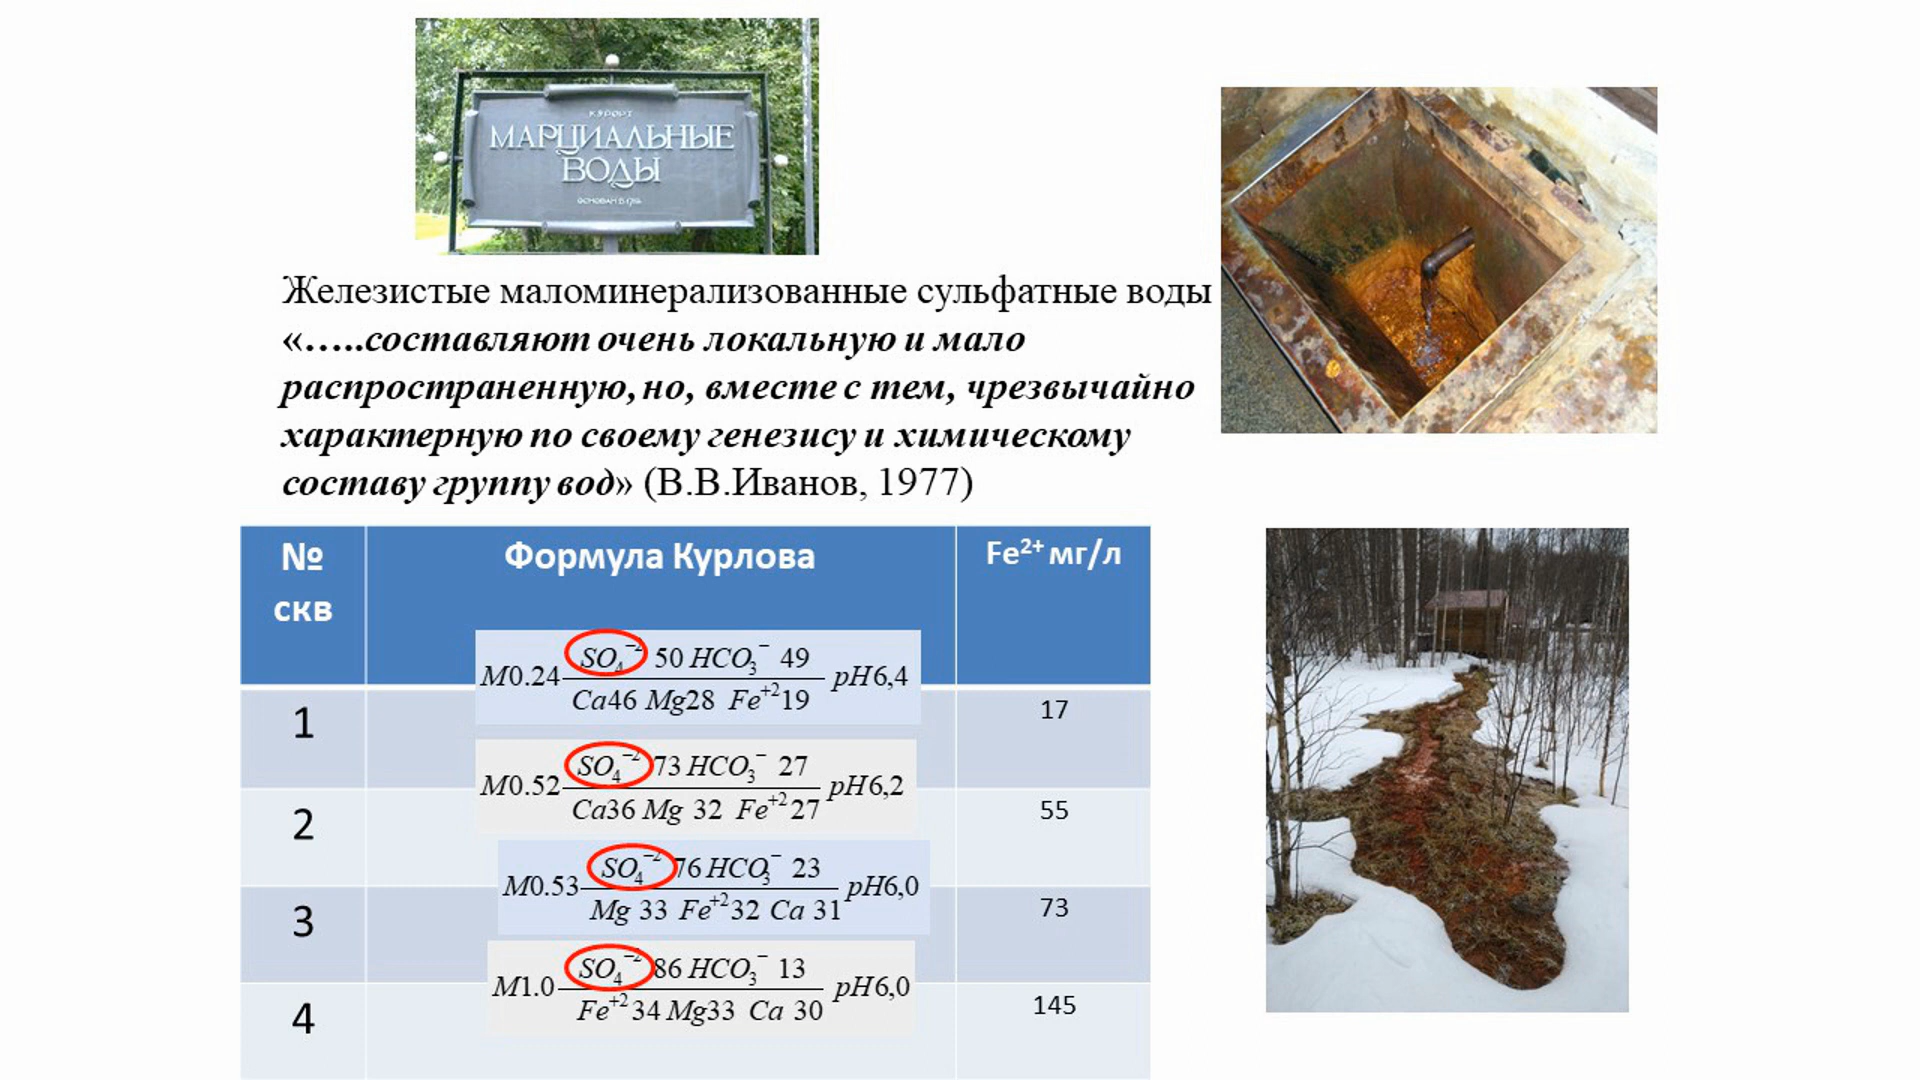 КУРОРТ
МАРЦИАЛЬНЫЕ
ВОДЫ
Железистые маломинерализованные сульфатные воды
«…..составляют очень локальную и мало
распространенную, но, вместе с тем, чрезвычайно
характерную по своему генезису и химическому
составу группу вод» (В.В.Иванов, 1977)
№ скв Формула Курлова Fe²⁺ мг/л
1 M0.24 SO₄⁻² 50 HCO₃⁻ 49 / Ca46 Mg28 Fe⁺²19 pH6,4 17
2 M0.52 SO₄⁻² 73 HCO₃⁻ 27 / Ca36 Mg 32 Fe⁺²27 pH6,2 55
3 M0.53 SO₄⁻² 76 HCO₃⁻ 23 / Mg 33 Fe⁺²32 Ca 31 pH6,0 73
4 M1.0 SO₄⁻² 86 HCO₃⁻ 13 / Fe⁺²34 Mg33 Ca 30 pH6,0 145